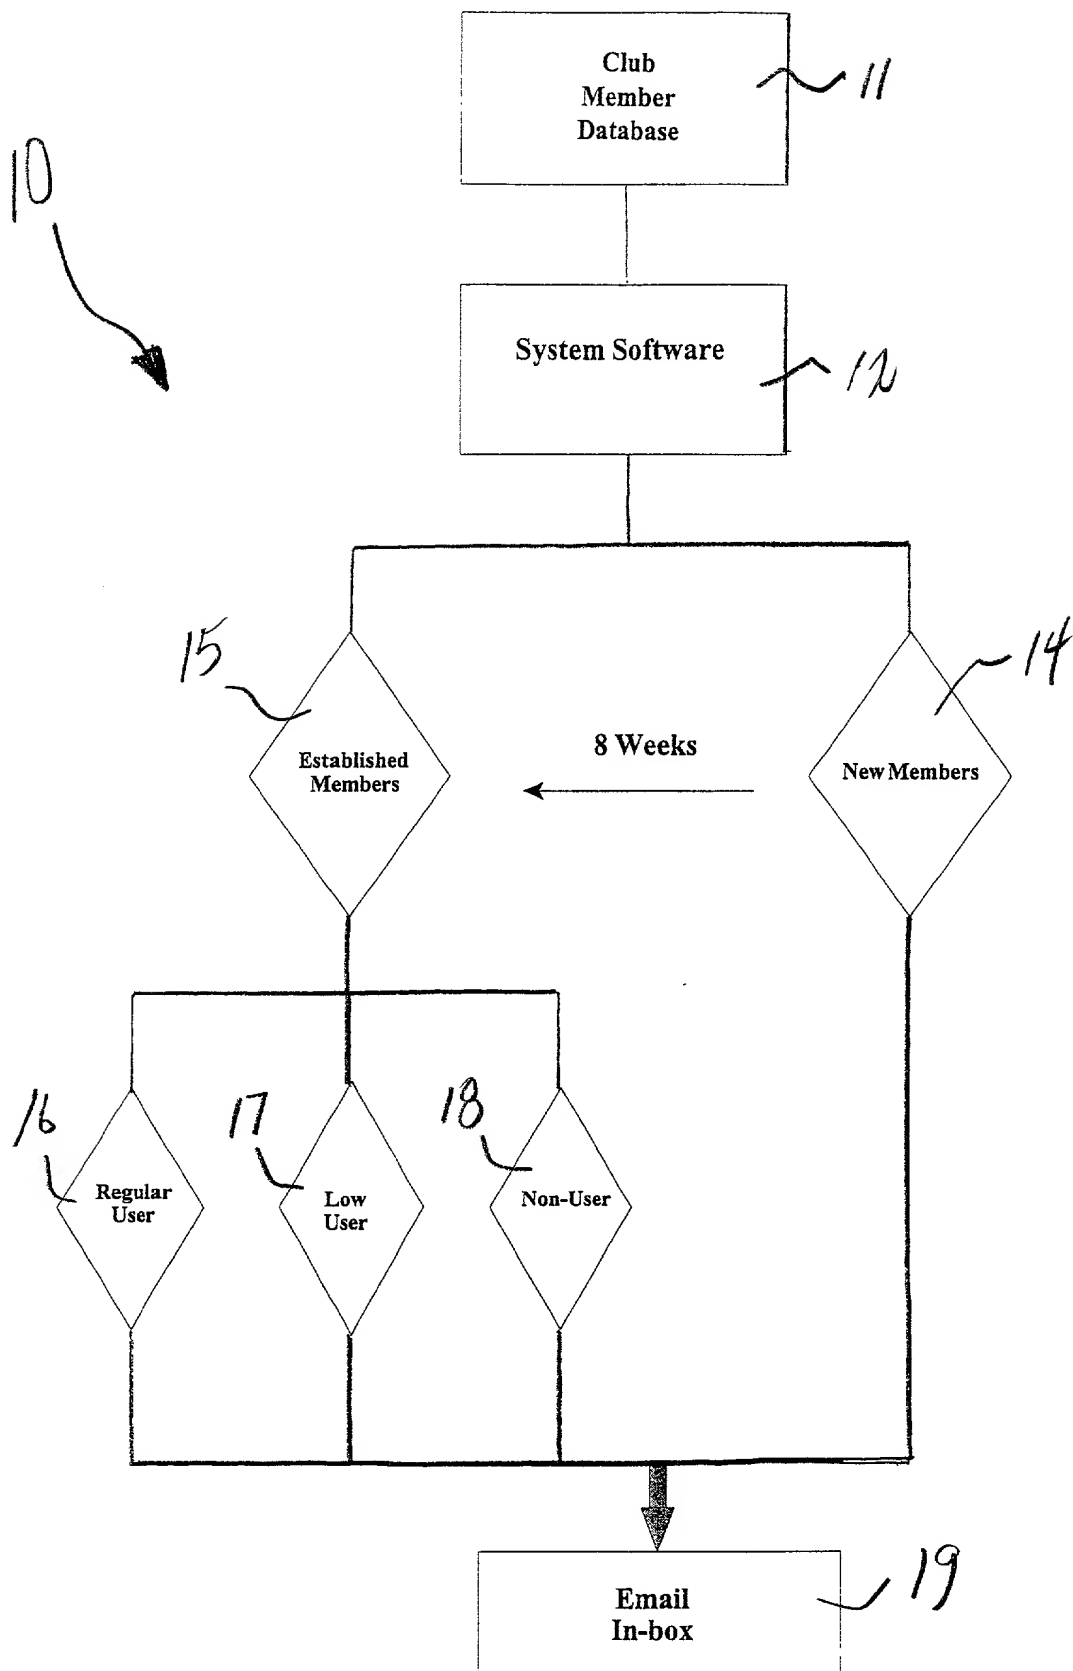 Club
Member
Database
11
10
System Software
12
15
14
Established
Members
8 Weeks
New Members
16
17
18
Regular
User
Low
User
Non-User
Email
In-box
19